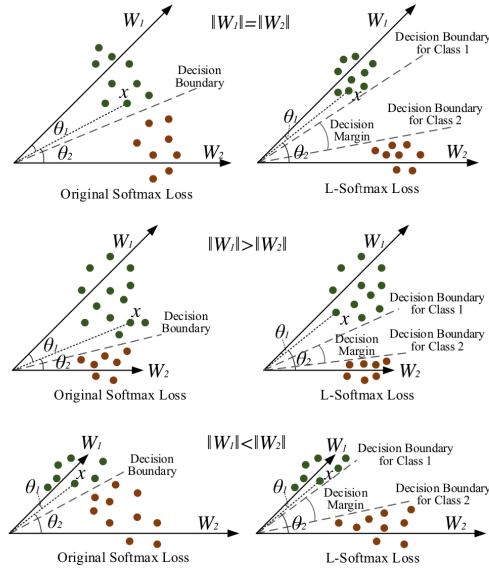 W1
‖W1‖=‖W2‖
W1
Decision Boundary
for Class 1
Decision
Boundary
x
x
Decision Boundary
for Class 2
θ1
θ2
W2
θ1
θ2
Decision
Margin
W2
Original Softmax Loss
L-Softmax Loss
W1
‖W1‖>‖W2‖
W1
x
Decision
Boundary
x
Decision Boundary
for Class 1
Decision Boundary
for Class 2
θ1
θ2
W2
θ1
θ2
Decision
Margin
W2
Original Softmax Loss
L-Softmax Loss
W1
‖W1‖<‖W2‖
W1
Decision Boundary
for Class 1
x
Decision
Boundary
x
θ1
θ2
W2
θ1
θ2
Decision
Margin
Decision Boundary
for Class 2
W2
Original Softmax Loss
L-Softmax Loss